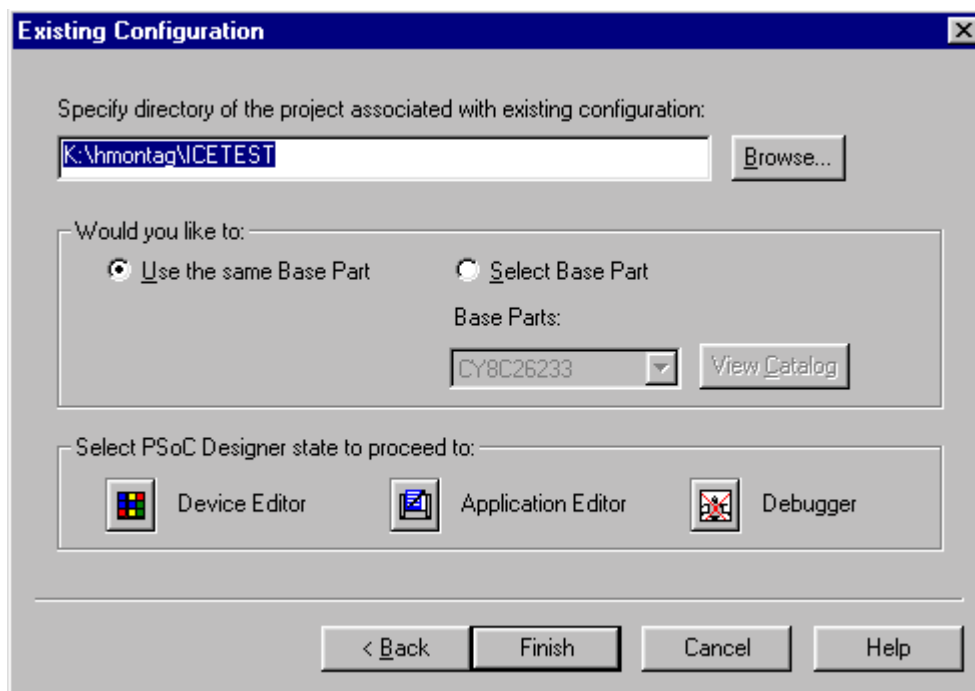 Existing Configuration
Specify directory of the project associated with existing configuration:
K:\hmontag\ICETEST
Browse...
Would you like to:
Use the same Base Part
Select Base Part
Base Parts:
CY8C26233
View Catalog
Select PSoC Designer state to proceed to:
Device Editor
Application Editor
Debugger
< Back
Finish
Cancel
Help